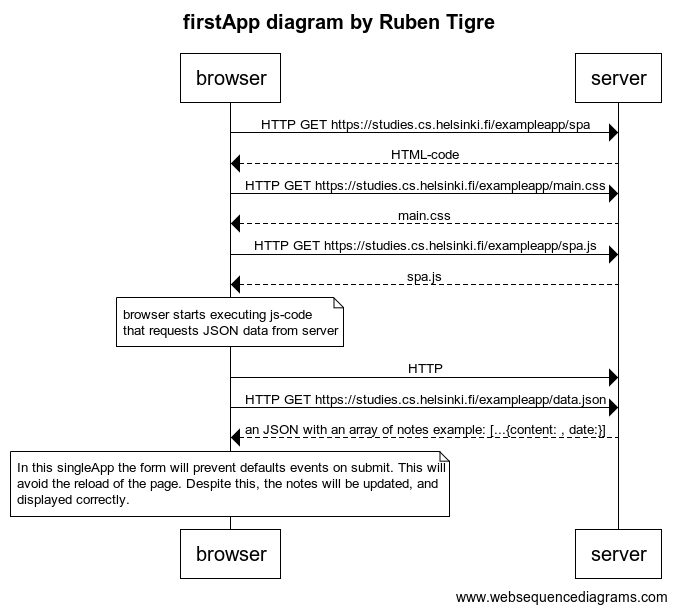 firstApp diagram by Ruben Tigre
browser
server
HTTP GET https://studies.cs.helsinki.fi/exampleapp/spa
HTML-code
HTTP GET https://studies.cs.helsinki.fi/exampleapp/main.css
main.css
HTTP GET https://studies.cs.helsinki.fi/exampleapp/spa.js
spa.js
browser starts executing js-code
that requests JSON data from server
HTTP
HTTP GET https://studies.cs.helsinki.fi/exampleapp/data.json
an JSON with an array of notes example: [...{content: , date:}]
In this singleApp the form will prevent defaults events on submit. This will
avoid the reload of the page. Despite this, the notes will be updated, and
displayed correctly.
browser
server
www.websequencediagrams.com